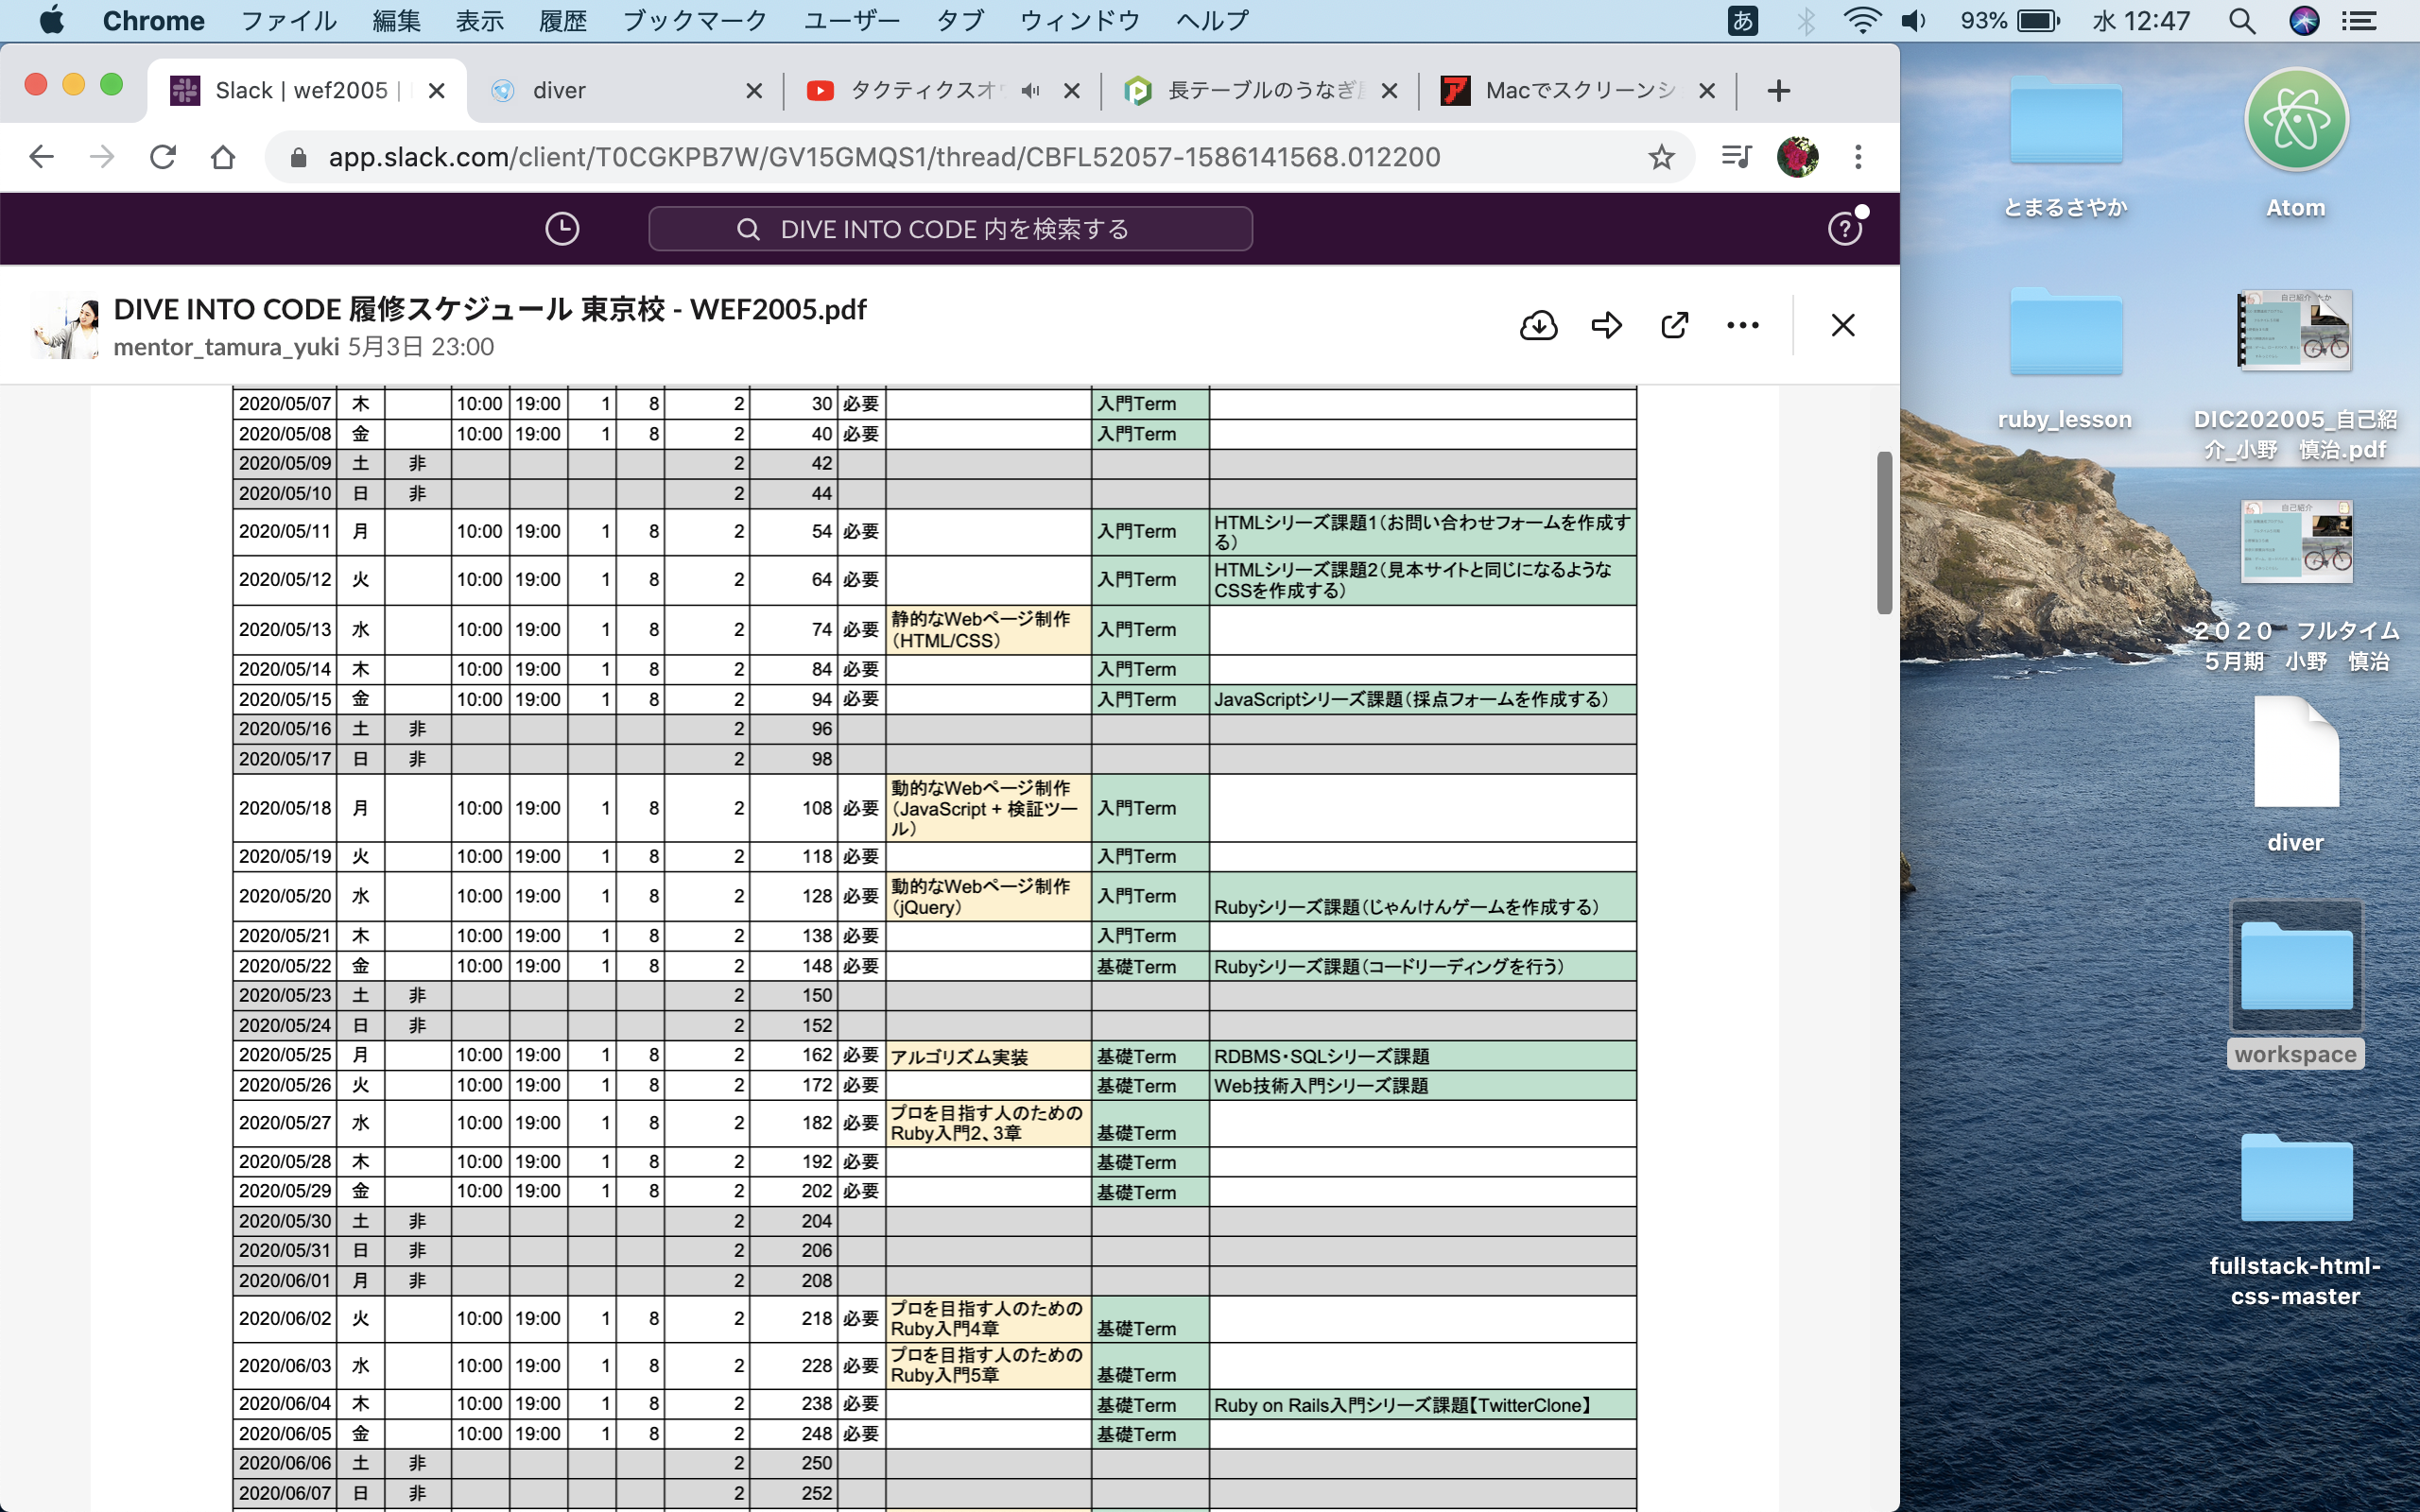 Chrome ファイル 編集 表示 履歴 ブックマーク ユーザー タブ ウィンドウ ヘルプ あ 93% 水 12:47
Slack | wef2005 | diver タクティクスオ 長テーブルのうなぎ Macでスクリーンシ
app.slack.com/client/T0CGKPB7W/GV15GMQS1/thread/CBFL52057-1586141568.012200
DIVE INTO CODE 内を検索する
DIVE INTO CODE 履修スケジュール 東京校 - WEF2005.pdf
mentor_tamura_yuki 5月3日 23:00
2020/05/07 木 10:00 19:00 1 8 2 30 必要 入門Term
2020/05/08 金 10:00 19:00 1 8 2 40 必要 入門Term
2020/05/09 土 非 2 42
2020/05/10 日 非 2 44
2020/05/11 月 10:00 19:00 1 8 2 54 必要 入門Term HTMLシリーズ課題1（お問い合わせフォームを作成す
る）
2020/05/12 火 10:00 19:00 1 8 2 64 必要 入門Term HTMLシリーズ課題2（見本サイトと同じになるような
CSSを作成する）
2020/05/13 水 10:00 19:00 1 8 2 74 必要 静的なWebページ制作
（HTML/CSS） 入門Term
2020/05/14 木 10:00 19:00 1 8 2 84 必要 入門Term
2020/05/15 金 10:00 19:00 1 8 2 94 必要 入門Term JavaScriptシリーズ課題（採点フォームを作成する）
2020/05/16 土 非 2 96
2020/05/17 日 非 2 98
2020/05/18 月 10:00 19:00 1 8 2 108 必要 動的なWebページ制作
（JavaScript + 検証ツー
ル） 入門Term
2020/05/19 火 10:00 19:00 1 8 2 118 必要 入門Term
2020/05/20 水 10:00 19:00 1 8 2 128 必要 動的なWebページ制作
（jQuery） 入門Term Rubyシリーズ課題（じゃんけんゲームを作成する）
2020/05/21 木 10:00 19:00 1 8 2 138 必要 入門Term
2020/05/22 金 10:00 19:00 1 8 2 148 必要 基礎Term Rubyシリーズ課題（コードリーディングを行う）
2020/05/23 土 非 2 150
2020/05/24 日 非 2 152
2020/05/25 月 10:00 19:00 1 8 2 162 必要 アルゴリズム実装 基礎Term RDBMS・SQLシリーズ課題
2020/05/26 火 10:00 19:00 1 8 2 172 必要 基礎Term Web技術入門シリーズ課題
2020/05/27 水 10:00 19:00 1 8 2 182 必要 プロを目指す人のための
Ruby入門2、3章 基礎Term
2020/05/28 木 10:00 19:00 1 8 2 192 必要 基礎Term
2020/05/29 金 10:00 19:00 1 8 2 202 必要 基礎Term
2020/05/30 土 非 2 204
2020/05/31 日 非 2 206
2020/06/01 月 非 2 208
2020/06/02 火 10:00 19:00 1 8 2 218 必要 プロを目指す人のための
Ruby入門4章 基礎Term
2020/06/03 水 10:00 19:00 1 8 2 228 必要 プロを目指す人のための
Ruby入門5章 基礎Term
2020/06/04 木 10:00 19:00 1 8 2 238 必要 基礎Term Ruby on Rails入門シリーズ課題【TwitterClone】
2020/06/05 金 10:00 19:00 1 8 2 248 必要 基礎Term
2020/06/06 土 非 2 250
2020/06/07 日 非 2 252
とまるさやか
Atom
ruby_lesson
自己紹介
DIC202005_自己紹
介_小野 慎治.pdf
自己紹介
２０２０ フルタイム
５月期 小野 慎治
diver
workspace
fullstack-html-
css-master